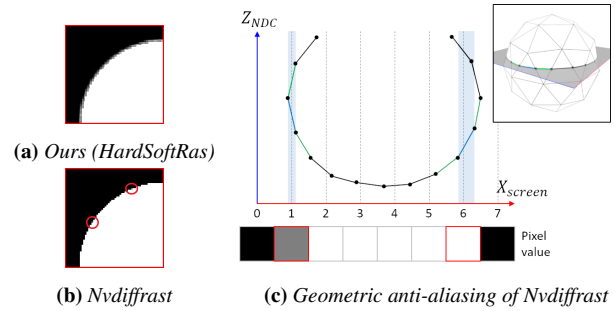 (a) Ours (HardSoftRas)
(b) Nvdiffrast
Z_NDC
X_screen
0 1 2 3 4 5 6 7
Pixel
value
(c) Geometric anti-aliasing of Nvdiffrast